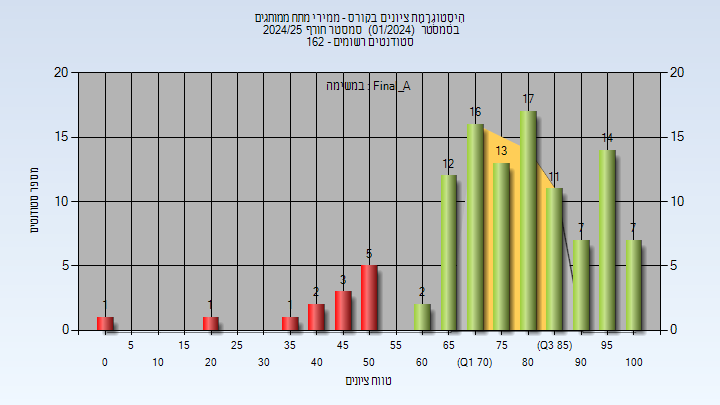 הִיסְטוֹגְרַמַת ציונים בקורס - ממירי מתח ממותגים
בסמסטר (01/2024) סמסטר חורף 2024/25
סטודנטים רשומים - 162
במשימה : Final_A
מספר סטודנטים
20 20
15 15
10 10
5 5
0 0
1 1 1 2 3 5 2 12 16 13 17 11 7 14 7
5 15 25 35 45 55 65 75 (Q3 85) 95
0 10 20 30 40 50 60 (Q1 70) 80 90 100
טווח ציונים